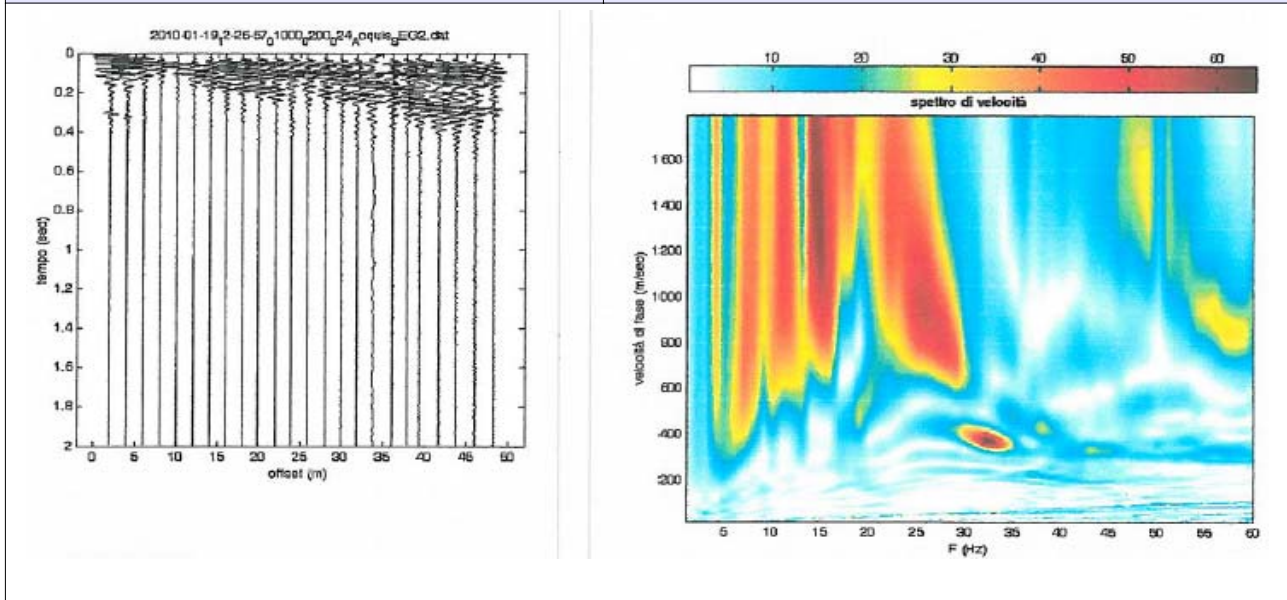 0
0.2
0.4
0.6
0.8
1
1.2
1.4
1.6
1.8
2
tempo (sec)
0 5 10 15 20 25 30 35 40 45 50
offset (m)
10 20 30 40 50 60
spettro di velocità
1600
1400
1200
1000
800
600
400
200
velocità di fase (m/sec)
5 10 15 20 25 30 35 40 45 50 55 60
F (Hz)